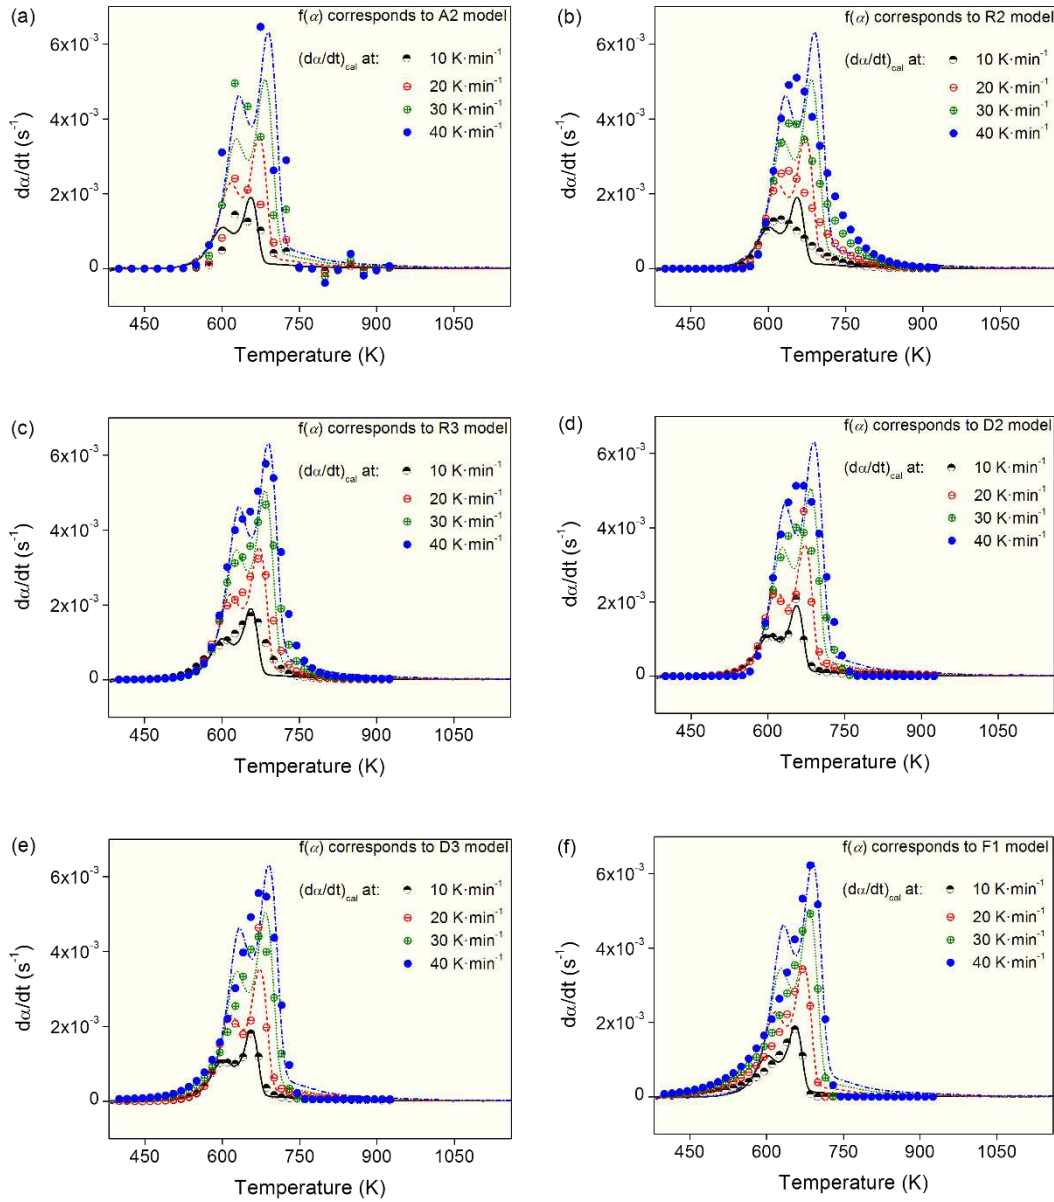 (a)
f(α) corresponds to A2 model
(dα/dt)cal at:
10 K·min-1
20 K·min-1
30 K·min-1
40 K·min-1
6x10-3
4x10-3
2x10-3
0
dα/dt (s-1)
450 600 750 900 1050
Temperature (K)
(b)
f(α) corresponds to R2 model
(dα/dt)cal at:
10 K·min-1
20 K·min-1
30 K·min-1
40 K·min-1
6x10-3
4x10-3
2x10-3
0
dα/dt (s-1)
450 600 750 900 1050
Temperature (K)
(c)
f(α) corresponds to R3 model
(dα/dt)cal at:
10 K·min-1
20 K·min-1
30 K·min-1
40 K·min-1
6x10-3
4x10-3
2x10-3
0
dα/dt (s-1)
450 600 750 900 1050
Temperature (K)
(d)
f(α) corresponds to D2 model
(dα/dt)cal at:
10 K·min-1
20 K·min-1
30 K·min-1
40 K·min-1
6x10-3
4x10-3
2x10-3
0
dα/dt (s-1)
450 600 750 900 1050
Temperature (K)
(e)
f(α) corresponds to D3 model
(dα/dt)cal at:
10 K·min-1
20 K·min-1
30 K·min-1
40 K·min-1
6x10-3
4x10-3
2x10-3
0
dα/dt (s-1)
450 600 750 900 1050
Temperature (K)
(f)
f(α) corresponds to F1 model
(dα/dt)cal at:
10 K·min-1
20 K·min-1
30 K·min-1
40 K·min-1
6x10-3
4x10-3
2x10-3
0
dα/dt (s-1)
450 600 750 900 1050
Temperature (K)